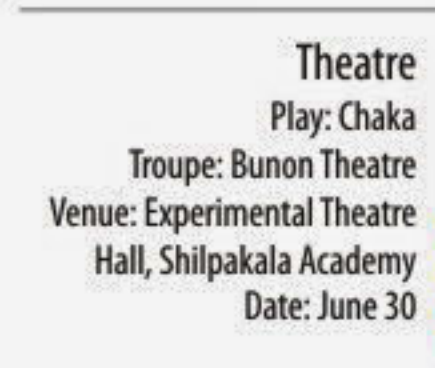 Theatre
Play: Chaka
Troupe: Bunon Theatre
Venue: Experimental Theatre
Hall, Shilpakala Academy
Date: June 30